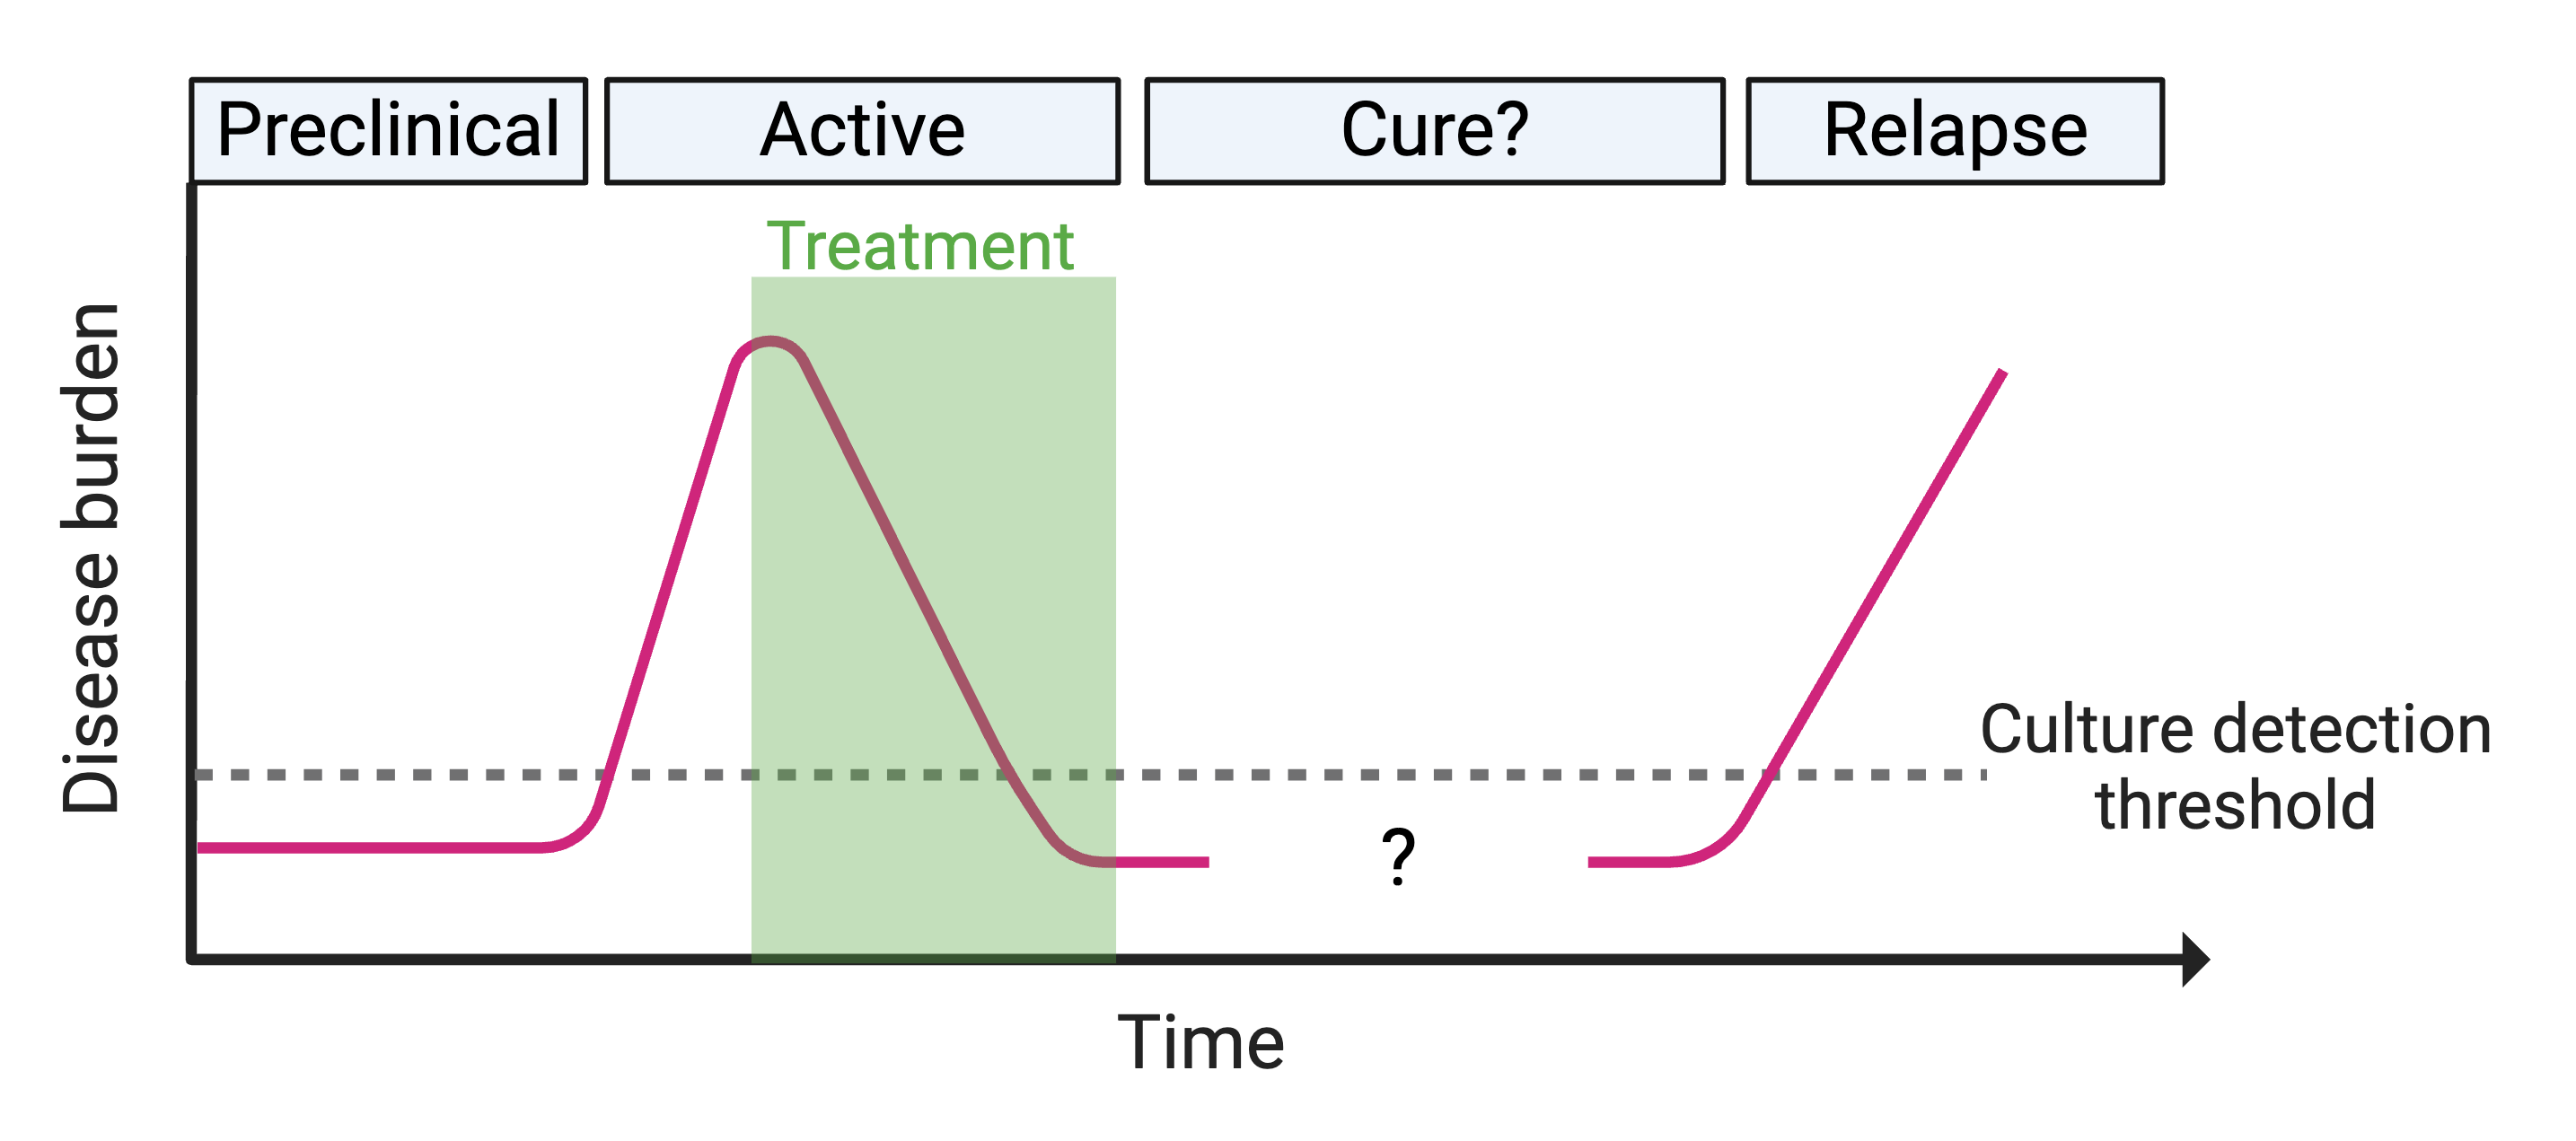 Preclinical
Active
Cure?
Relapse
Treatment
Disease burden
Culture detection
threshold
?
Time